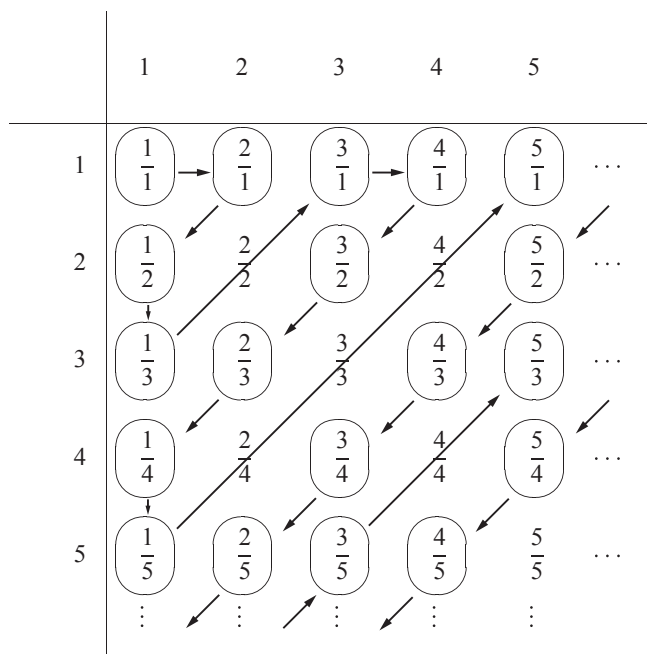 1 2 3 4 5
1 1/1 2/1 3/1 4/1 5/1 ...
2 1/2 2/2 3/2 4/2 5/2 ...
3 1/3 2/3 3/3 4/3 5/3 ...
4 1/4 2/4 3/4 4/4 5/4 ...
5 1/5 2/5 3/5 4/5 5/5 ...
⋮ ⋮ ⋮ ⋮ ⋮